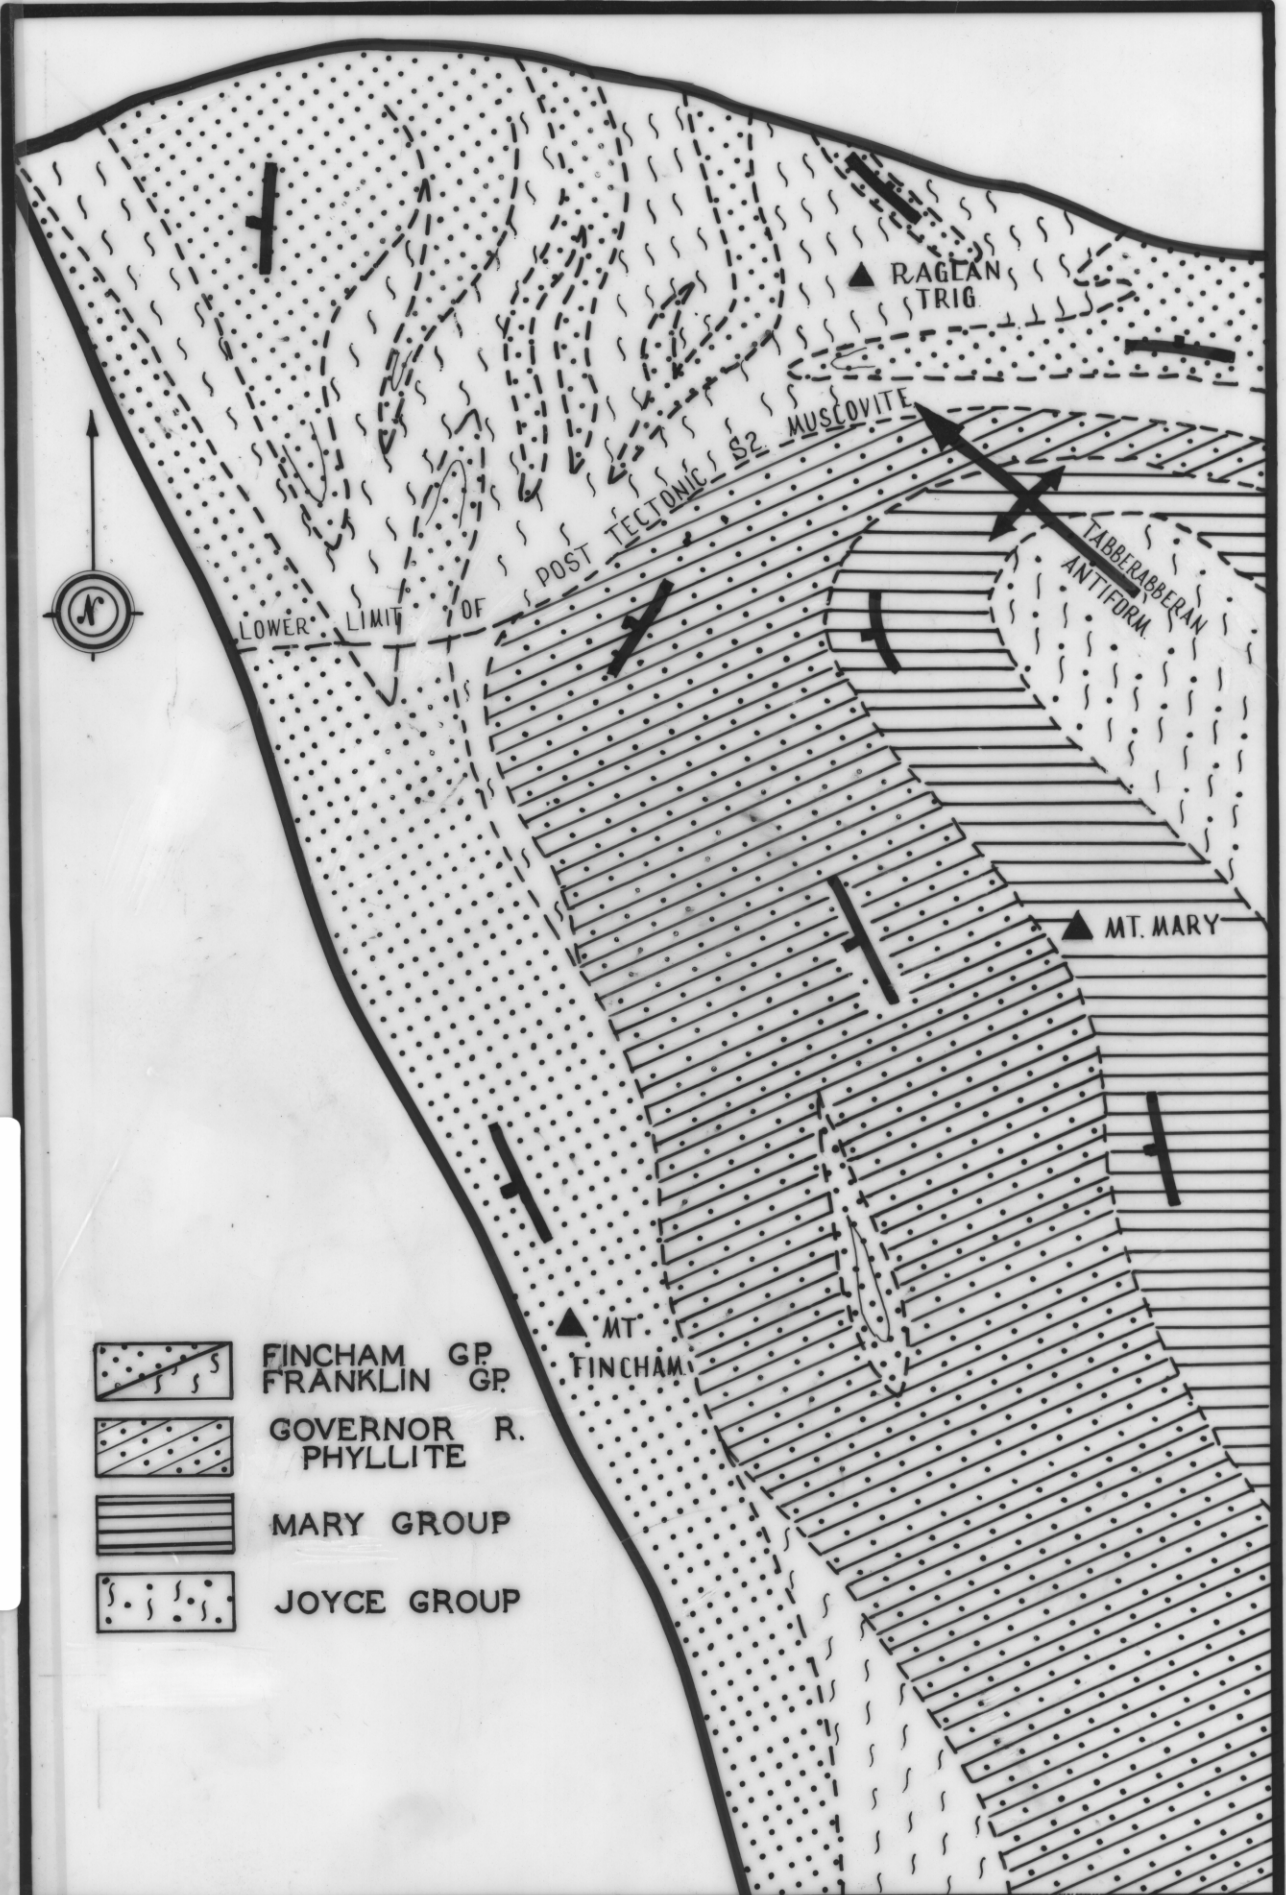 RAGLAN
TRIG
LOWER LIMIT OF POST TECTONIC S2 MUSCOVITE
TABBERABBERAN
ANTIFORM
N
MT. MARY
MT
FINCHAM
FINCHAM GP.
FRANKLIN GP.
GOVERNOR R.
PHYLLITE
MARY GROUP
JOYCE GROUP